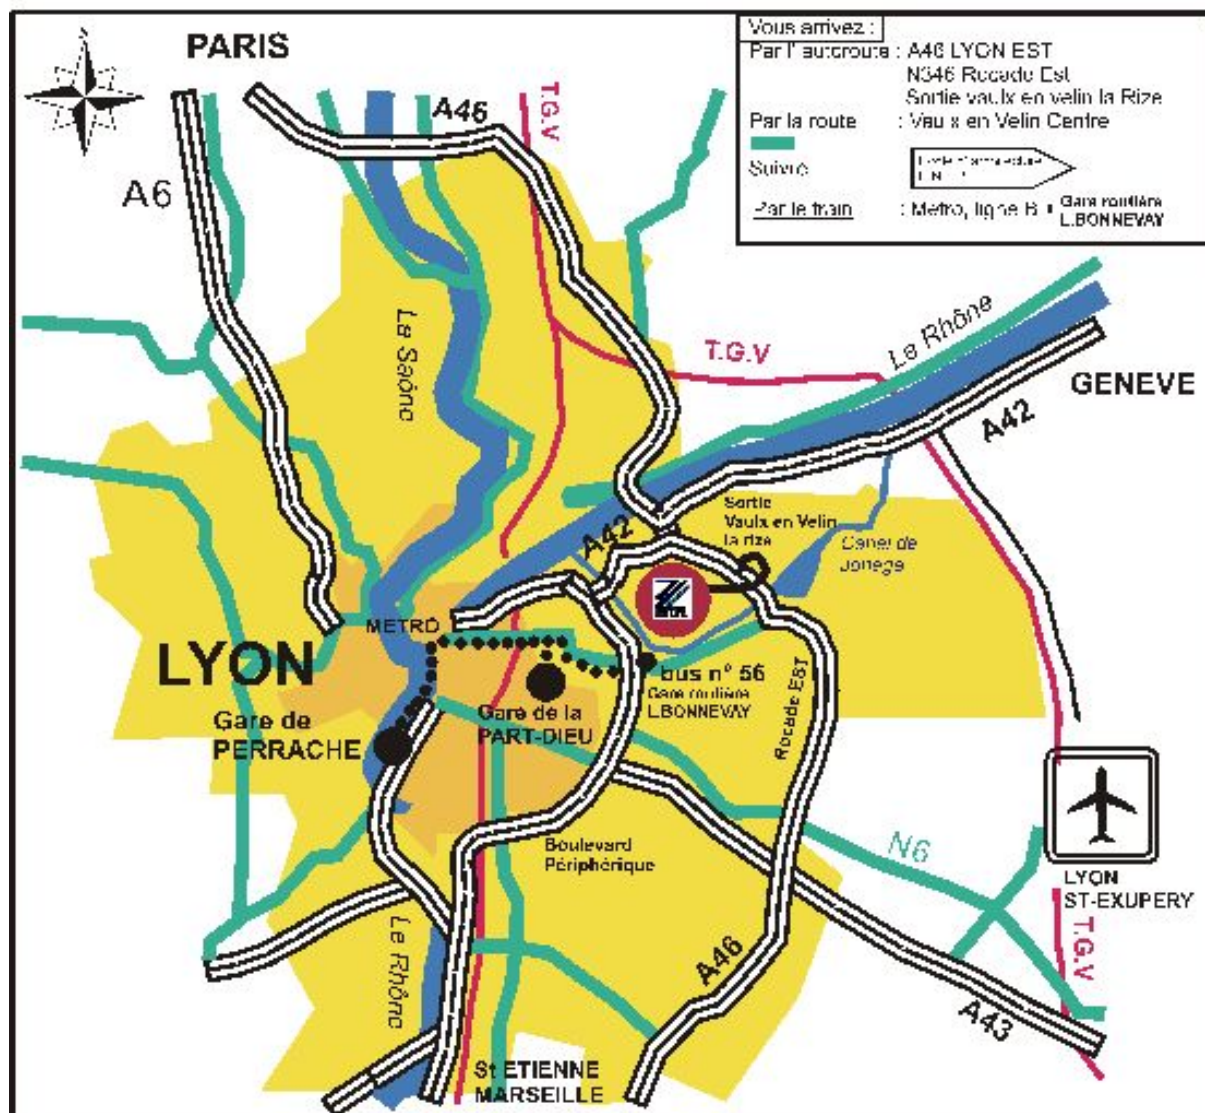 PARIS
Vous arrivez :
Par l'autoroute : A46 LYON EST
N346 Rocade Est
Sortie vaulx en velin la Rize
Par la route : Vaulx en Velin Centre
Suivre
Par le train : Metro, ligne B + Gare routière
L.BONNEVAY
A46
T.G.V
A6
La Saône
Le Rhône
T.G.V
GENEVE
A42
Sortie
Vaulx en Velin
la rize
A42
Canal de
Jonage
METRO
LYON
bus n° 56
Gare routière
L.BONNEVAY
Gare de
PERRACHE
Gare de la
PART-DIEU
Rocade EST
Boulevard
Périphérique
N6
LYON
ST-EXUPERY
T.G.V
Le Rhône
A46
A43
St ETIENNE
MARSEILLE